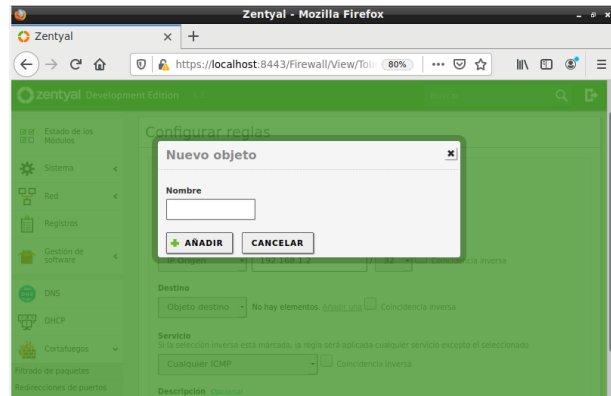 Zentyal - Mozilla Firefox
Zentyal
https://localhost:8443/Firewall/View/ToIn 80%
zentyal Development Edition
Buscar
Estado de los Módulos
Configurar reglas
Nuevo objeto
Sistema
Nombre
Red
Registros
AÑADIR CANCELAR
Gestión de software
IP Origen 192.168.1.2 / 32 Coincidencia inversa
DNS
Destino
Objeto destino No hay elementos. Añadir una Coincidencia inversa
DHCP
Servicio
Si la selección inversa está marcada, la regla será aplicada cualquier servicio excepto el seleccionado
Cortafuegos
Cualquier ICMP Coincidencia inversa
Filtrado de paquetes
Redirecciones de puertos
Descripción Opcional